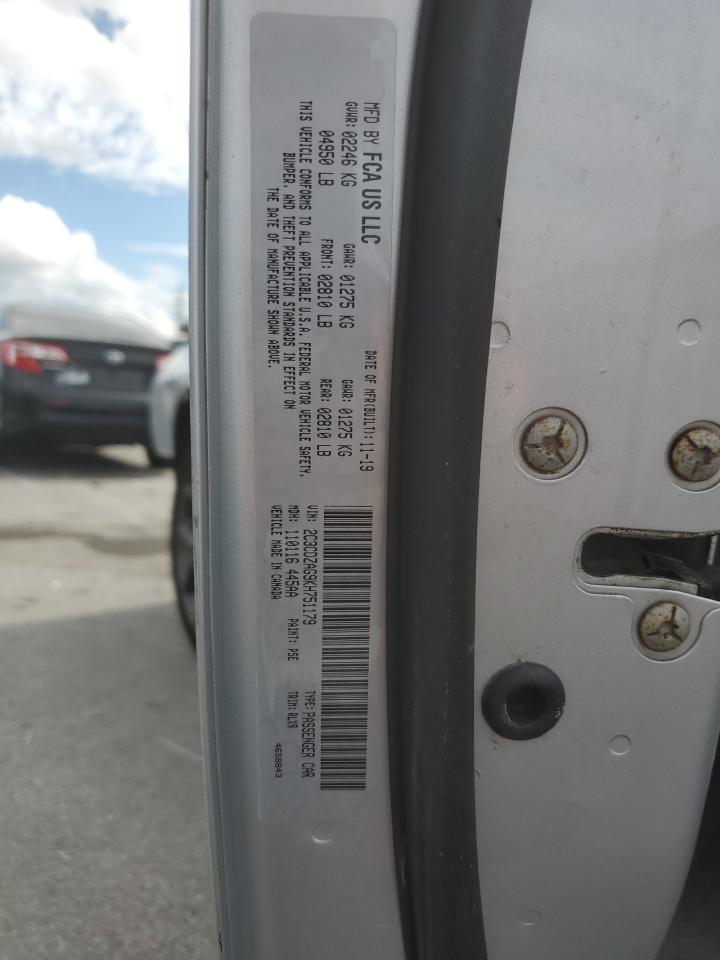 MFD BY FCA US LLC
DATE OF MFR(BUILT): 11-19
GVWR: 02246 KG
GAWR: 01275 KG
GAWR: 01275 KG
04950 LB
FRONT: 02810 LB
REAR: 02810 LB
THIS VEHICLE CONFORMS TO ALL APPLICABLE U.S.A. FEDERAL MOTOR VEHICLE SAFETY,
BUMPER, AND THEFT PREVENTION STANDARDS IN EFFECT ON
THE DATE OF MANUFACTURE SHOWN ABOVE.
VIN: 2C3CDZAG9KH751179
TYPE: PASSENGER CAR
MDH: 110116 445AA
PAINT: PSE
TRIM: RLX9
VEHICLE MADE IN CANADA
4658843